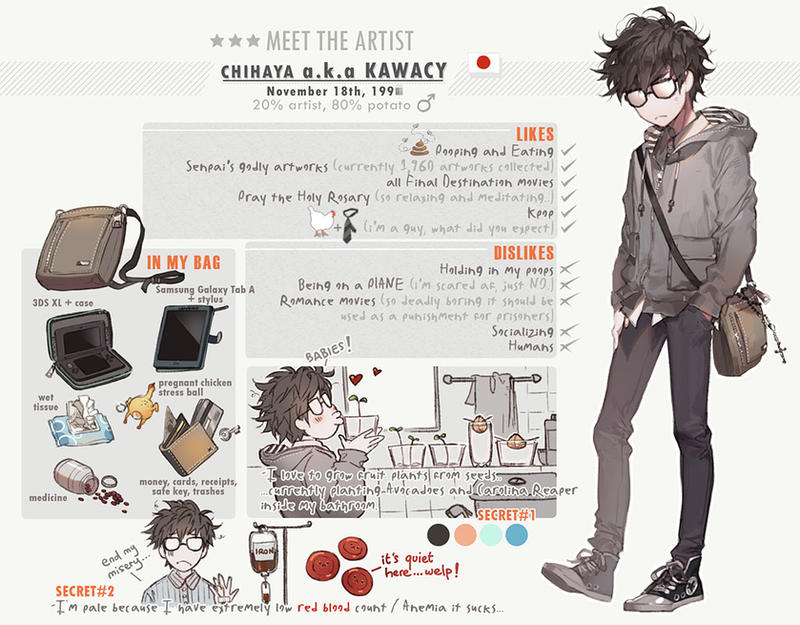 MEET THE ARTIST
CHIHAYA a.k.a KAWACY
November 18th, 199
20% artist, 80% potato
LIKES
Pooping and Eating
Senpai's godly artworks (currently 1,960 artworks collected)
all Final Destination movies
Pray the Holy Rosary (so relaxing and meditating..)
Kpop
+ (i'm a guy, what did you expect)
DISLIKES
Holding in my poops
Being on a PLANE (i'm scared af, just NO.)
Romance movies (so deadly boring it should be
used as a punishment for prisoners)
Socializing
Humans
IN MY BAG
3DS XL + case
Samsung Galaxy Tab A
+ stylus
wet
tissue
pregnant chicken
stress ball
medicine
money, cards, receipts,
safe key, trashes
BABIES!
-I love to grow fruit plants from seeds..
...currently planting Avocadoes and Carolina Reaper
inside my bathroom.
SECRET#1
end my
misery...
IRON
it's quiet
here...welp!
SECRET#2
-I'm pale because I have extremely low red blood count / Anemia it sucks...